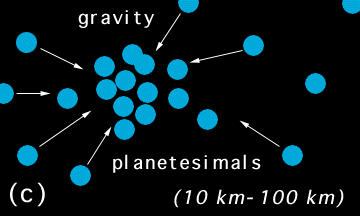 gravity
planetesimals
(c)
(10 km-100 km)